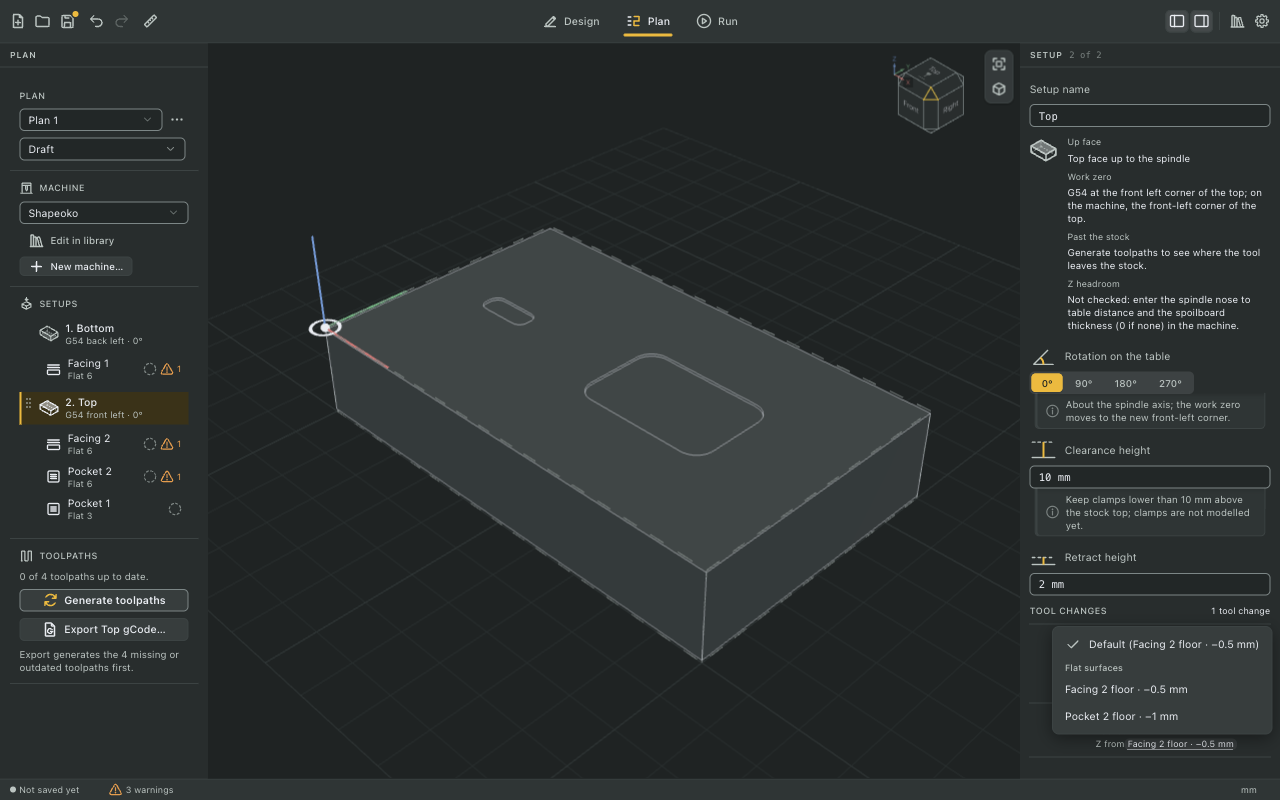 Design
Plan
Run
PLAN
PLAN
Plan 1
Draft
MACHINE
Shapeoko
Edit in library
New machine...
SETUPS
1. Bottom
G54 back left · 0°
Facing 1
Flat 6
1
2. Top
G54 front left · 0°
Facing 2
Flat 6
1
Pocket 2
Flat 6
1
Pocket 1
Flat 3
TOOLPATHS
0 of 4 toolpaths up to date.
Generate toolpaths
Export Top gCode...
Export generates the 4 missing or
outdated toolpaths first.
Not saved yet
3 warnings
Z
Top
Front
Right
SETUP 2 of 2
Setup name
Top
Up face
Top face up to the spindle
Work zero
G54 at the front left corner of the top; on
the machine, the front-left corner of the
top.
Past the stock
Generate toolpaths to see where the tool
leaves the stock.
Z headroom
Not checked: enter the spindle nose to
table distance and the spoilboard
thickness (0 if none) in the machine.
Rotation on the table
0° 90° 180° 270°
About the spindle axis; the work zero
moves to the new front-left corner.
Clearance height
10 mm
Keep clamps lower than 10 mm above
the stock top; clamps are not modelled
yet.
Retract height
2 mm
TOOL CHANGES 1 tool change
Default (Facing 2 floor · −0.5 mm)
Flat surfaces
Facing 2 floor · −0.5 mm
Pocket 2 floor · −1 mm
Z from Facing 2 floor · −0.5 mm
mm